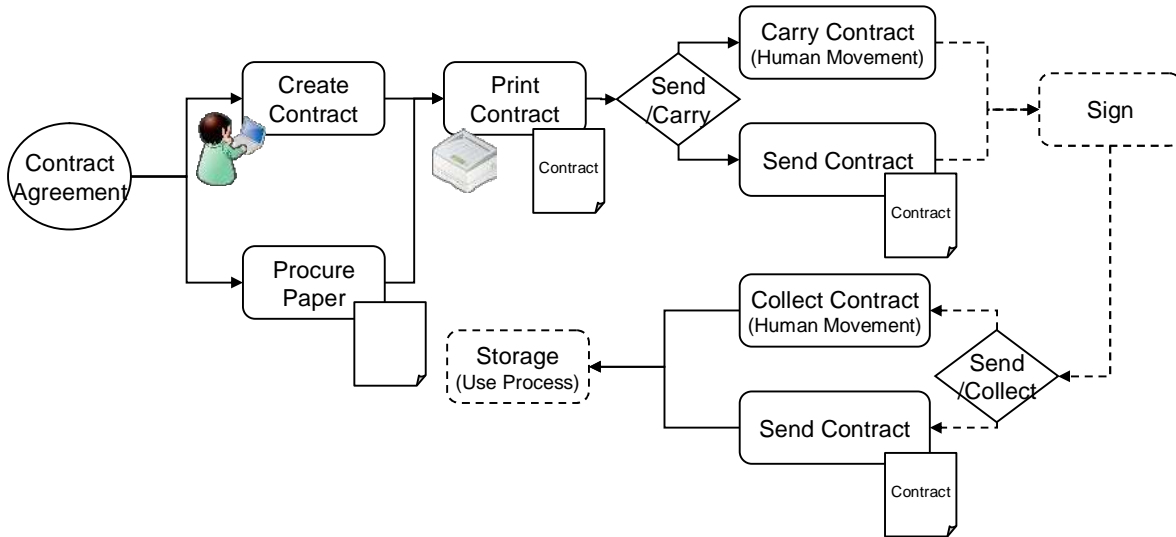 Contract
Agreement
Create
Contract
Procure
Paper
Print
Contract
Contract
Send
/Carry
Carry Contract
(Human Movement)
Send Contract
Contract
Sign
Send
/Collect
Collect Contract
(Human Movement)
Send Contract
Contract
Storage
(Use Process)